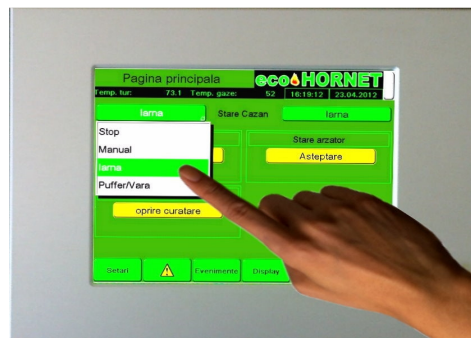 Pagina principala
ecoHORNET
Temp. tur: 73.1 Temp. gaze: 52 16:19:12 23.04.2012
Iarna Stare Cazan Iarna
Stop
Manual
Iarna
Puffer/Vara
Stare arzator
Asteptare
oprire curatare
Setari Evenimente Display